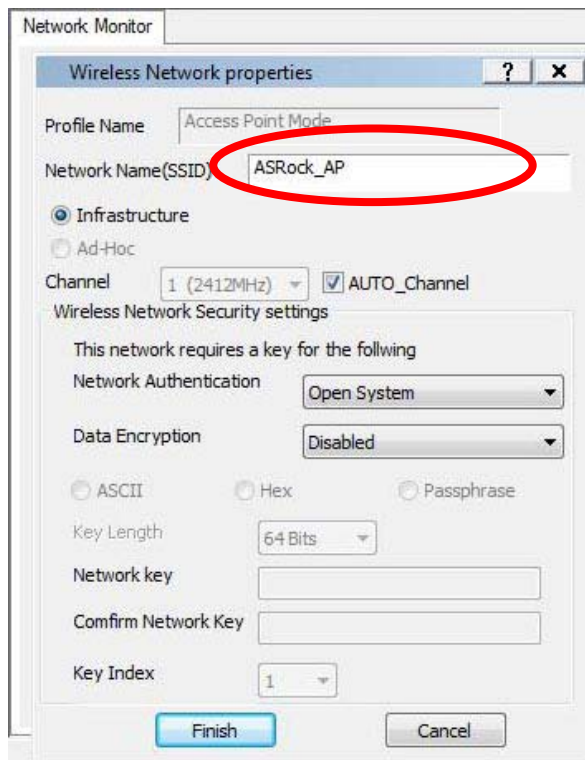 Network Monitor
Wireless Network properties ? x
Profile Name Access Point Mode
Network Name(SSID) ASRock_AP
Infrastructure
Ad-Hoc
Channel 1 (2412MHz) AUTO_Channel
Wireless Network Security settings
This network requires a key for the follwing
Network Authentication Open System
Data Encryption Disabled
ASCII Hex Passphrase
Key Length 64 Bits
Network key
Comfirm Network Key
Key Index 1
Finish Cancel